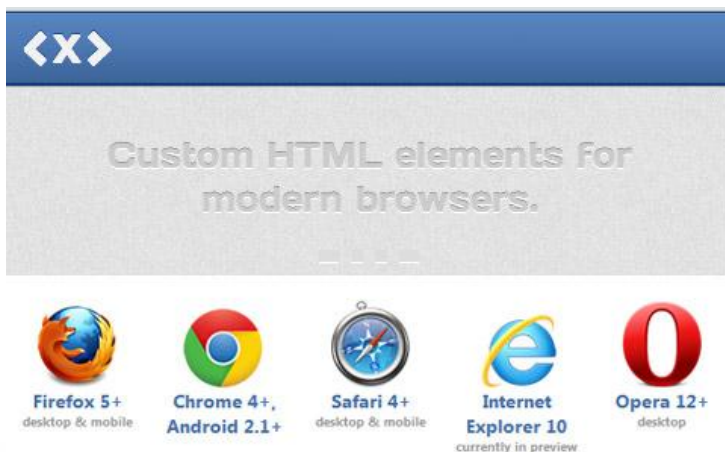 <x>
Custom HTML elements for
modern browsers.
Firefox 5+
desktop & mobile
Chrome 4+,
Android 2.1+
Safari 4+
desktop & mobile
Internet
Explorer 10
currently in preview
Opera 12+
desktop